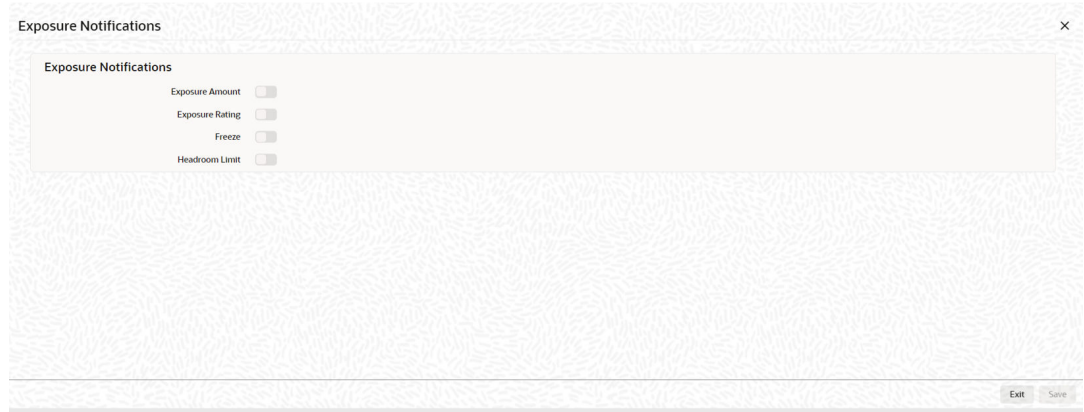 Exposure Notifications
Exposure Notifications
Exposure Amount
Exposure Rating
Freeze
Headroom Limit
Exit Save